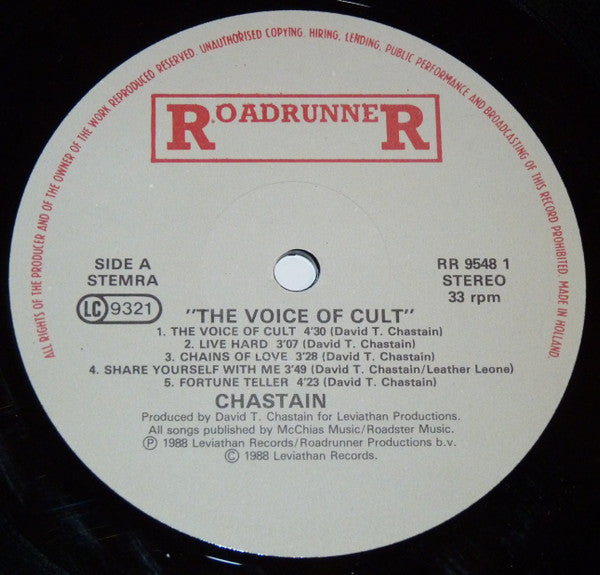 ALL RIGHTS OF THE PRODUCER AND OF THE OWNER OF THE WORK REPRODUCED RESERVED. UNAUTHORISED COPYING, HIRING, LENDING, PUBLIC PERFORMANCE AND BROADCASTING OF THIS RECORD PROHIBITED. MADE IN HOLLAND.
ROADRUNNER
SIDE A
STEMRA
LC 9321
RR 9548 1
STEREO
33 rpm
"THE VOICE OF CULT"
1. THE VOICE OF CULT 4'30 (David T. Chastain)
2. LIVE HARD 3'07 (David T. Chastain)
3. CHAINS OF LOVE 3'28 (David T. Chastain)
4. SHARE YOURSELF WITH ME 3'49 (David T. Chastain/Leather Leone)
5. FORTUNE TELLER 4'23 (David T. Chastain)
CHASTAIN
Produced by David T. Chastain for Leviathan Productions.
All songs published by McChias Music/Roadster Music.
Ⓟ 1988 Leviathan Records/Roadrunner Productions b.v.
© 1988 Leviathan Records.